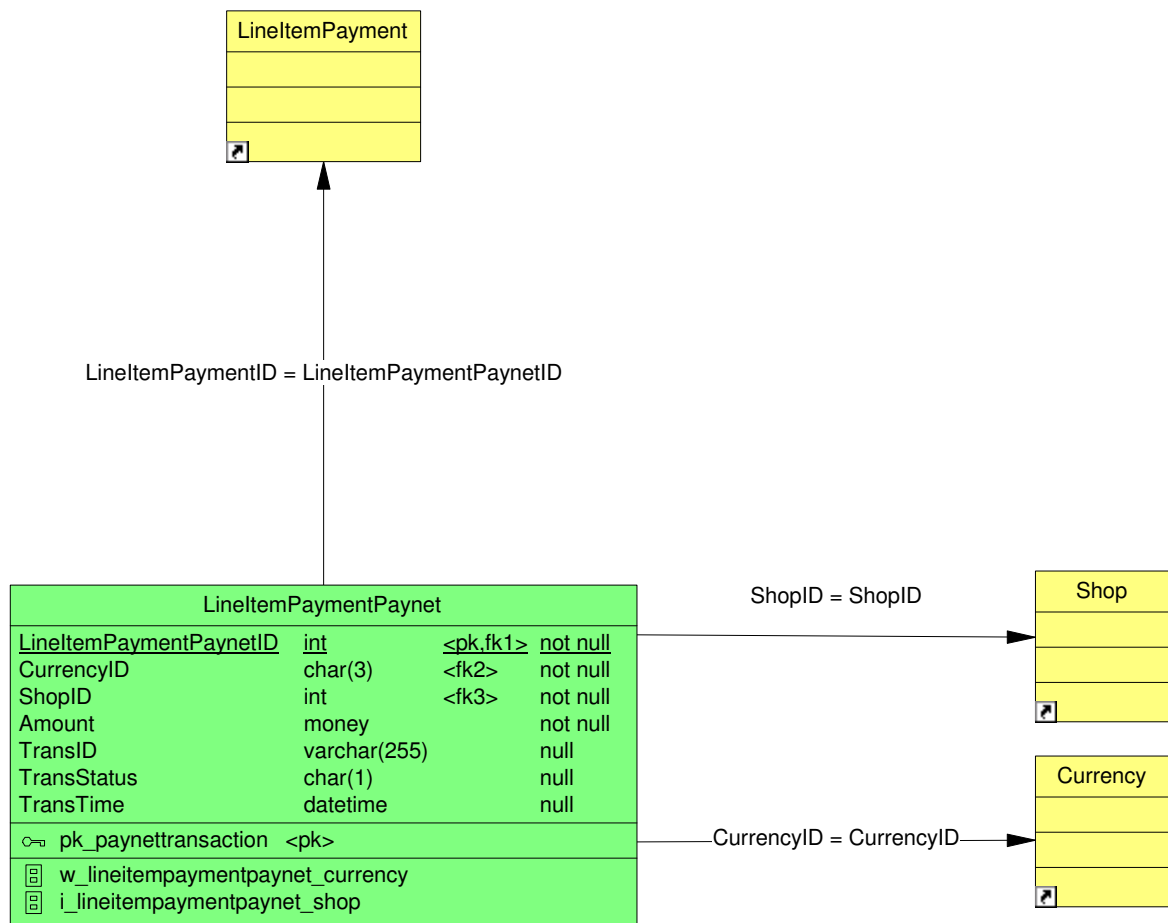 LineItemPayment
LineItemPaymentID = LineItemPaymentPaynetID
LineItemPaymentPaynet
LineItemPaymentPaynetID int <pk,fk1> not null
CurrencyID char(3) <fk2> not null
ShopID int <fk3> not null
Amount money not null
TransID varchar(255) null
TransStatus char(1) null
TransTime datetime null
pk_paynettransaction <pk>
w_lineitempaymentpaynet_currency
i_lineitempaymentpaynet_shop
ShopID = ShopID
Shop
CurrencyID = CurrencyID
Currency